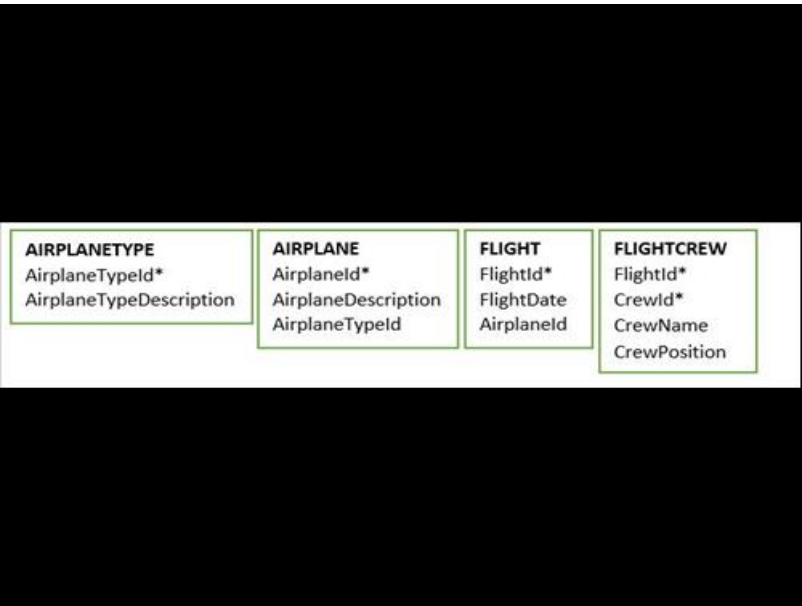 AIRPLANETYPE
AirplaneTypeId*
AirplaneTypeDescription
AIRPLANE
AirplaneId*
AirplaneDescription
AirplaneTypeId
FLIGHT
FlightId*
FlightDate
AirplaneId
FLIGHTCREW
FlightId*
CrewId*
CrewName
CrewPosition